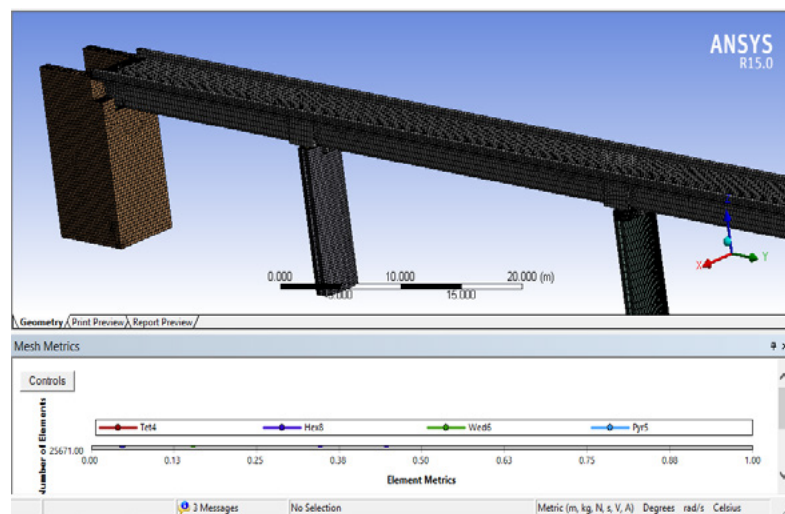 ANSYS
R15.0
Z
X
Y
0.000 10.000 20.000 (m)
5.000 15.000
Geometry Print Preview Report Preview
Mesh Metrics
Controls
Number of Elements
Tet4 Hex8 Wed6 Pyr5
25671.00
0.00 0.13 0.25 0.38 0.50 0.63 0.75 0.88 1.00
Element Metrics
3 Messages No Selection Metric (m, kg, N, s, V, A) Degrees rad/s Celsius